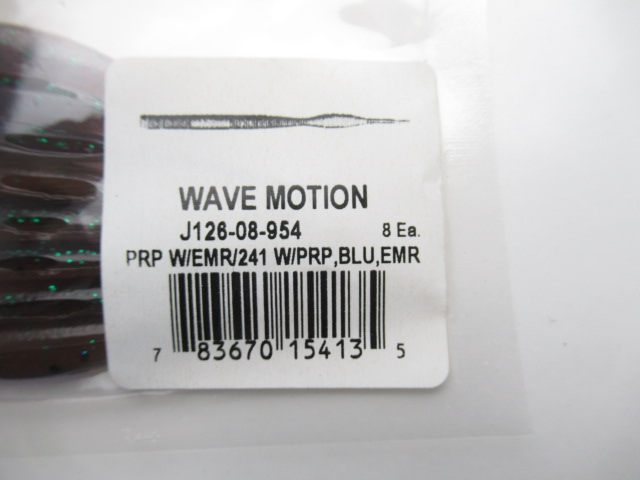 WAVE MOTION
J126-08-954 8 Ea.
PRP W/EMR/241 W/PRP,BLU,EMR
7 83670 15413 5